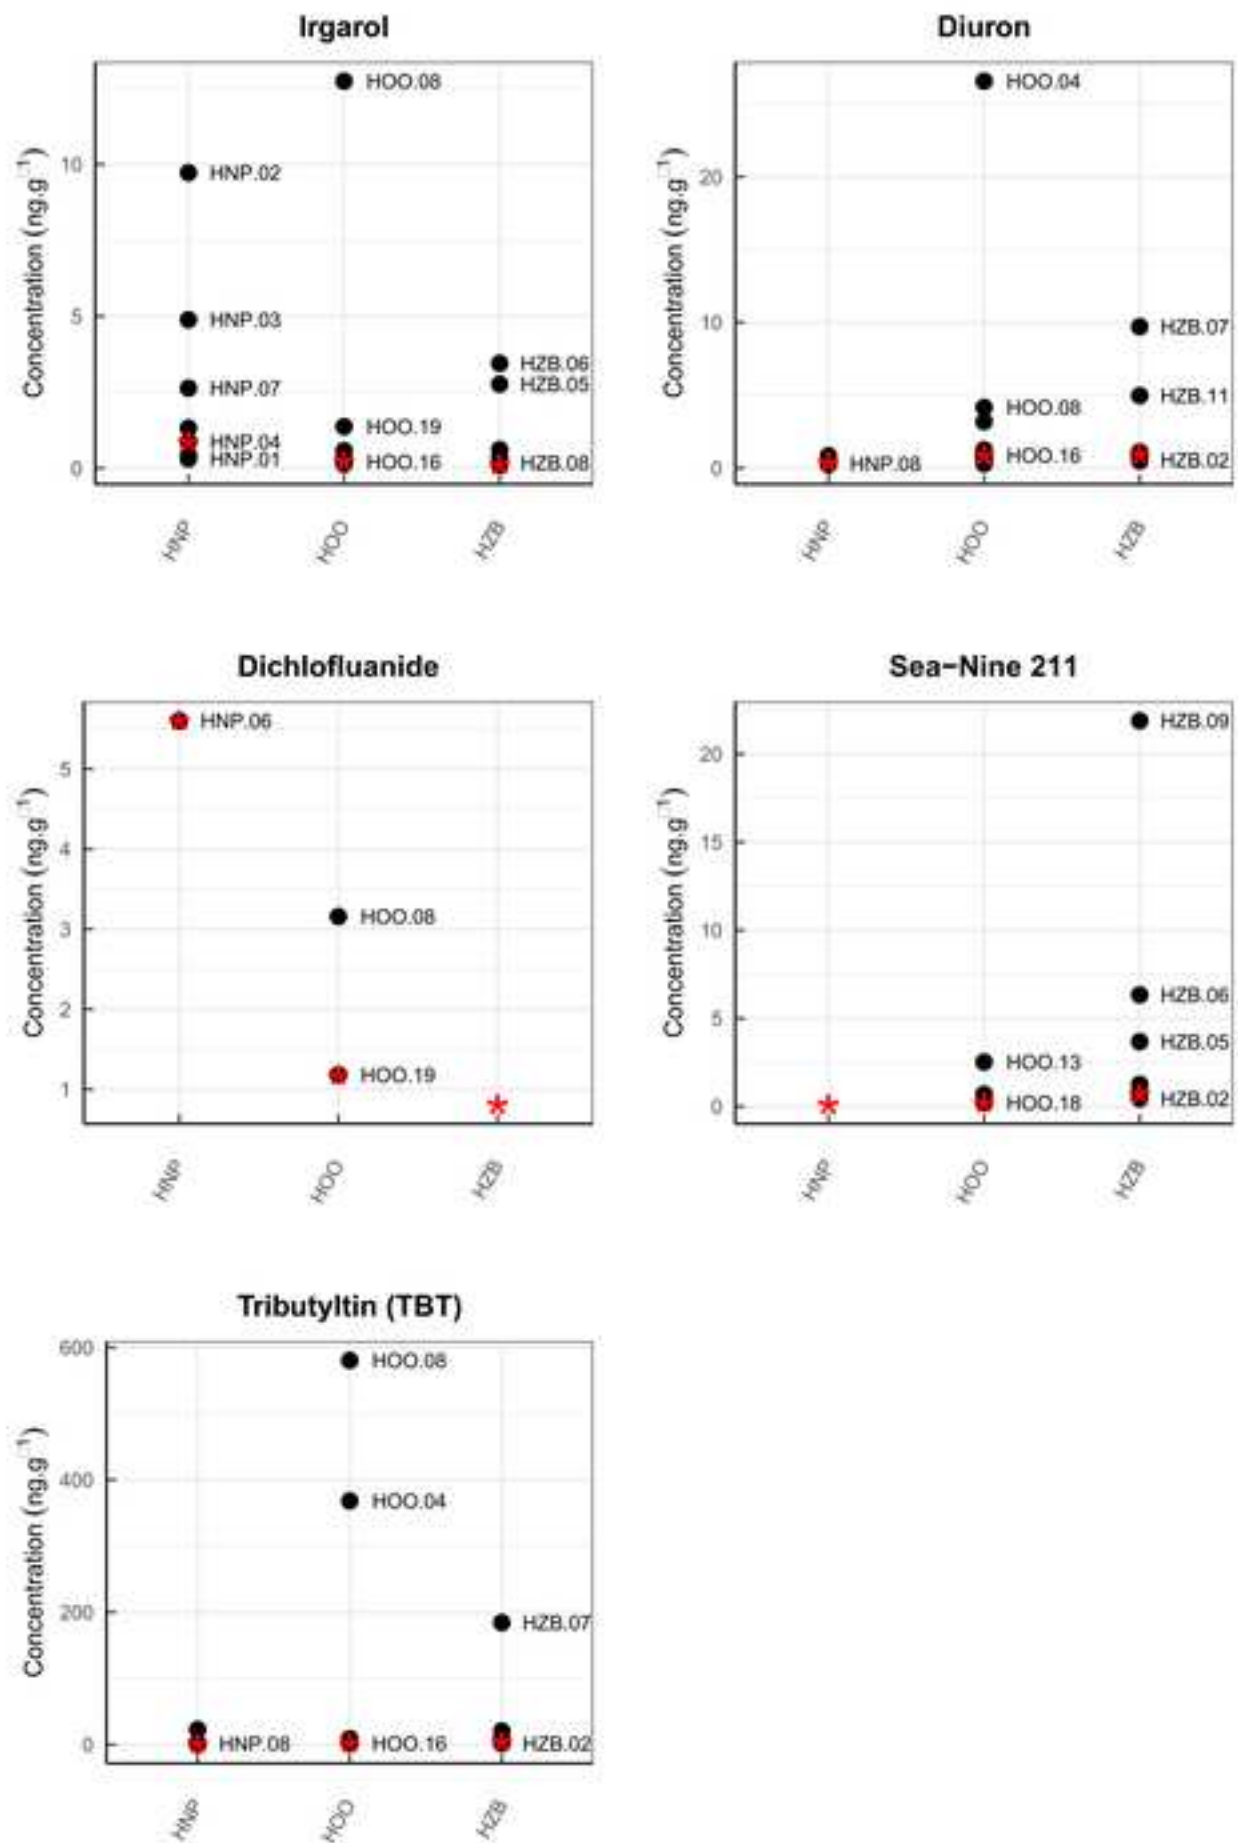 Irgarol
Concentration (ng.g□⁻¹)
10
5
0
HOO.08
HNP.02
HNP.03
HZB.06
HZB.05
HNP.07
HOO.19
HNP.04
HNP.01
HOO.16
HZB.08
HNP
HOO
HZB
Diuron
Concentration (ng.g□⁻¹)
20
10
0
HOO.04
HZB.07
HZB.11
HOO.08
HNP.08
HOO.16
HZB.02
HNP
HOO
HZB
Dichlofluanide
Concentration (ng.g□⁻¹)
5
4
3
2
1
HNP.06
HOO.08
HOO.19
HNP
HOO
HZB
Sea−Nine 211
Concentration (ng.g□⁻¹)
20
15
10
5
0
HZB.09
HZB.06
HZB.05
HOO.13
HOO.18
HZB.02
HNP
HOO
HZB
Tributyltin (TBT)
Concentration (ng.g□⁻¹)
600
400
200
0
HOO.08
HOO.04
HZB.07
HNP.08
HOO.16
HZB.02
HNP
HOO
HZB